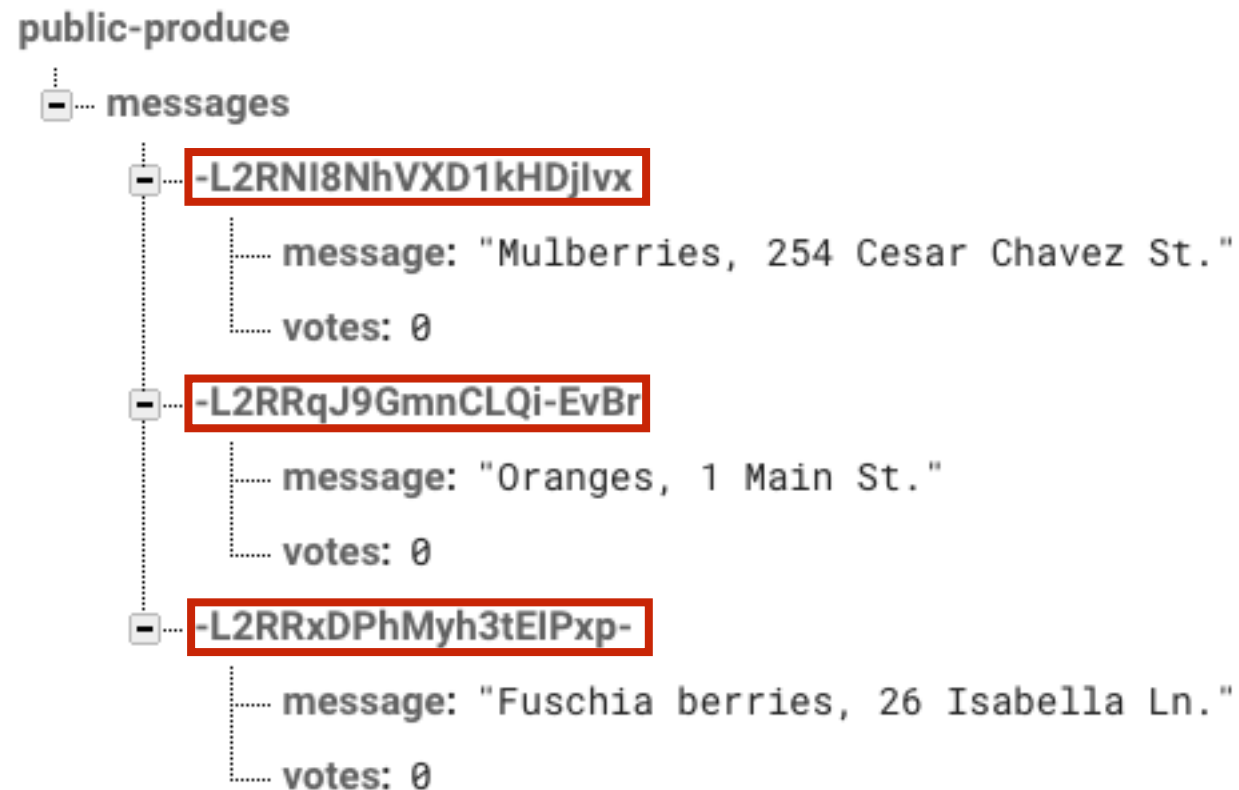 public-produce
messages
-L2RNI8NhVXD1kHDjIvx
message: "Mulberries, 254 Cesar Chavez St."
votes: 0
-L2RRqJ9GmnCLQi-EvBr
message: "Oranges, 1 Main St."
votes: 0
-L2RRxDPhMyh3tEIPxp-
message: "Fuschia berries, 26 Isabella Ln."
votes: 0